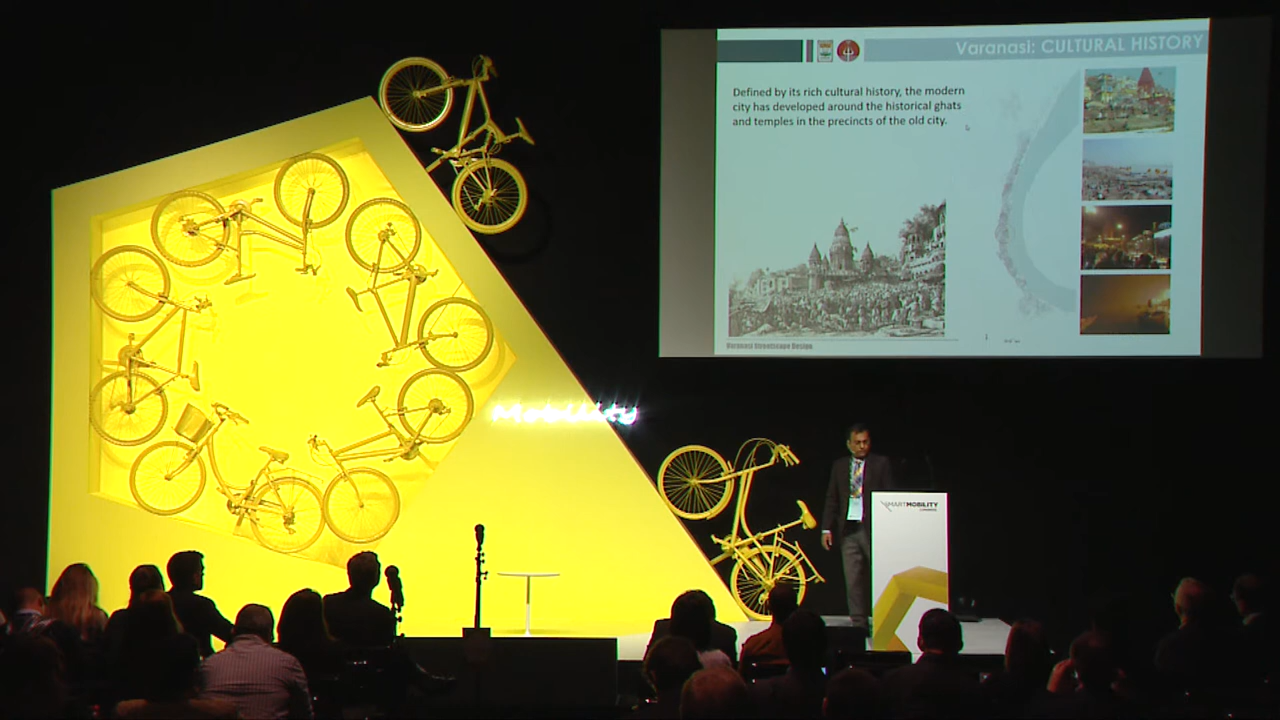 Varanasi: CULTURAL HISTORY
Defined by its rich cultural history, the modern
city has developed around the historical ghats
and temples in the precincts of the old city.
Varanasi Streetscape Design
Mobility
SMARTMOBILITY